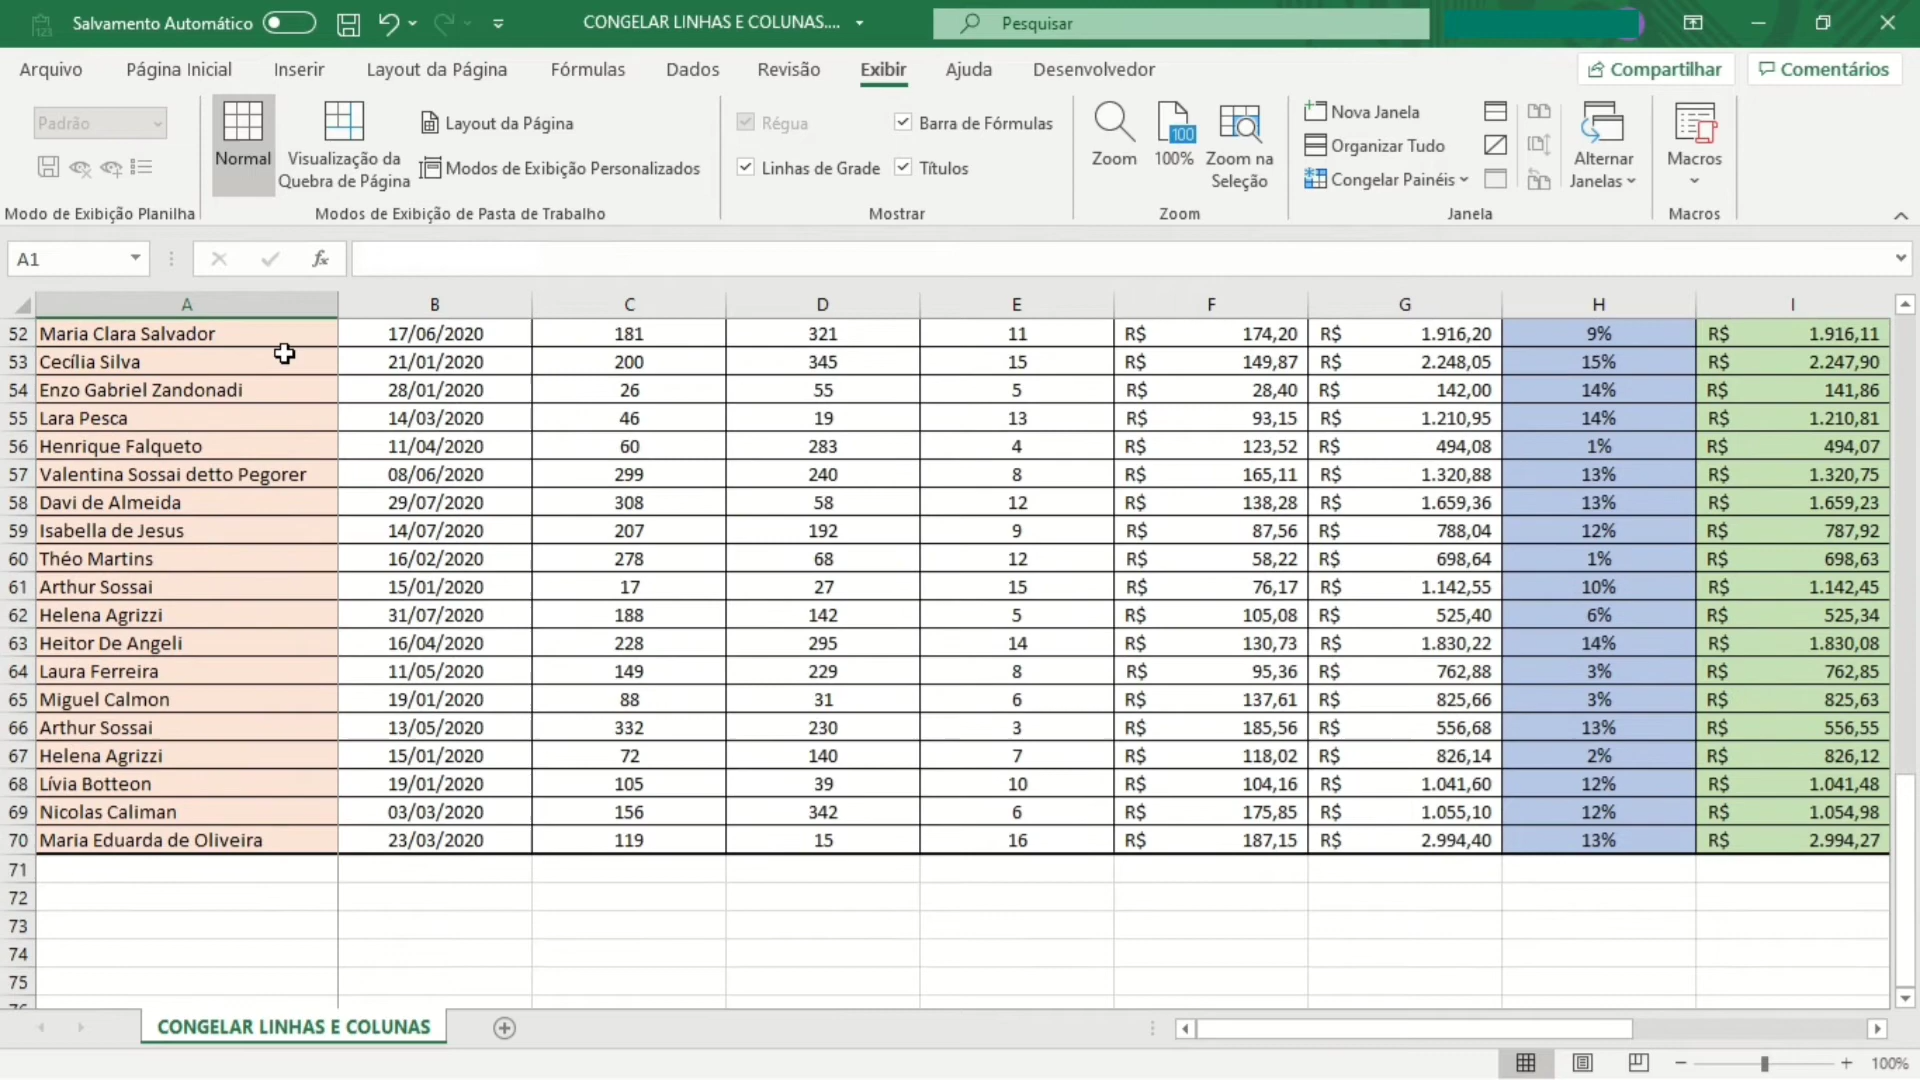 Salvamento Automático CONGELAR LINHAS E COLUNAS.... Pesquisar
Arquivo Página Inicial Inserir Layout da Página Fórmulas Dados Revisão Exibir Ajuda Desenvolvedor Compartilhar Comentários
Padrão
Normal
Visualização da
Quebra de Página
Layout da Página
Modos de Exibição Personalizados
Régua Barra de Fórmulas
Linhas de Grade Títulos
Zoom
100
100%
Zoom na
Seleção
Nova Janela
Organizar Tudo
Congelar Painéis
Alternar
Janelas
Macros
Modo de Exibição Planilha Modos de Exibição de Pasta de Trabalho Mostrar Zoom Janela Macros
A1 fx
A B C D E F G H I
52 Maria Clara Salvador 17/06/2020 181 321 11 R$ 174,20 R$ 1.916,20 9% R$ 1.916,11
53 Cecília Silva 21/01/2020 200 345 15 R$ 149,87 R$ 2.248,05 15% R$ 2.247,90
54 Enzo Gabriel Zandonadi 28/01/2020 26 55 5 R$ 28,40 R$ 142,00 14% R$ 141,86
55 Lara Pesca 14/03/2020 46 19 13 R$ 93,15 R$ 1.210,95 14% R$ 1.210,81
56 Henrique Falqueto 11/04/2020 60 283 4 R$ 123,52 R$ 494,08 1% R$ 494,07
57 Valentina Sossai detto Pegorer 08/06/2020 299 240 8 R$ 165,11 R$ 1.320,88 13% R$ 1.320,75
58 Davi de Almeida 29/07/2020 308 58 12 R$ 138,28 R$ 1.659,36 13% R$ 1.659,23
59 Isabella de Jesus 14/07/2020 207 192 9 R$ 87,56 R$ 788,04 12% R$ 787,92
60 Théo Martins 16/02/2020 278 68 12 R$ 58,22 R$ 698,64 1% R$ 698,63
61 Arthur Sossai 15/01/2020 17 27 15 R$ 76,17 R$ 1.142,55 10% R$ 1.142,45
62 Helena Agrizzi 31/07/2020 188 142 5 R$ 105,08 R$ 525,40 6% R$ 525,34
63 Heitor De Angeli 16/04/2020 228 295 14 R$ 130,73 R$ 1.830,22 14% R$ 1.830,08
64 Laura Ferreira 11/05/2020 149 229 8 R$ 95,36 R$ 762,88 3% R$ 762,85
65 Miguel Calmon 19/01/2020 88 31 6 R$ 137,61 R$ 825,66 3% R$ 825,63
66 Arthur Sossai 13/05/2020 332 230 3 R$ 185,56 R$ 556,68 13% R$ 556,55
67 Helena Agrizzi 15/01/2020 72 140 7 R$ 118,02 R$ 826,14 2% R$ 826,12
68 Lívia Botteon 19/01/2020 105 39 10 R$ 104,16 R$ 1.041,60 12% R$ 1.041,48
69 Nicolas Caliman 03/03/2020 156 342 6 R$ 175,85 R$ 1.055,10 12% R$ 1.054,98
70 Maria Eduarda de Oliveira 23/03/2020 119 15 16 R$ 187,15 R$ 2.994,40 13% R$ 2.994,27
71
72
73
74
75
CONGELAR LINHAS E COLUNAS
100%